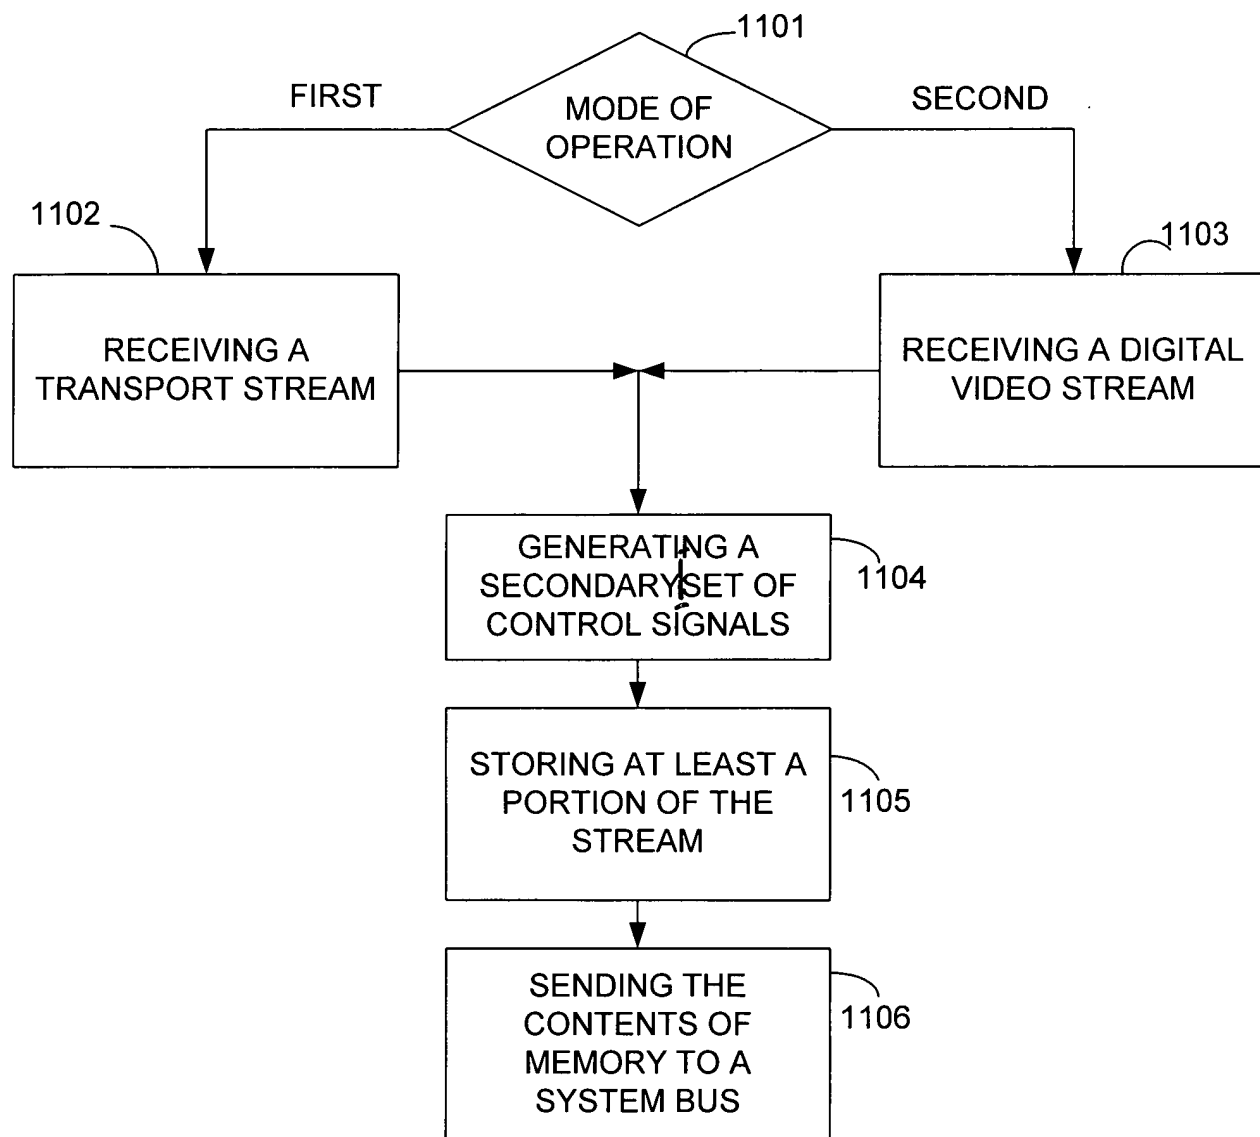 1101
FIRST
SECOND
MODE OF
OPERATION
1102
1103
RECEIVING A
TRANSPORT STREAM
RECEIVING A DIGITAL
VIDEO STREAM
GENERATING A
SECONDARY SET OF
CONTROL SIGNALS
1104
STORING AT LEAST A
PORTION OF THE
STREAM
1105
SENDING THE
CONTENTS OF
MEMORY TO A
SYSTEM BUS
1106